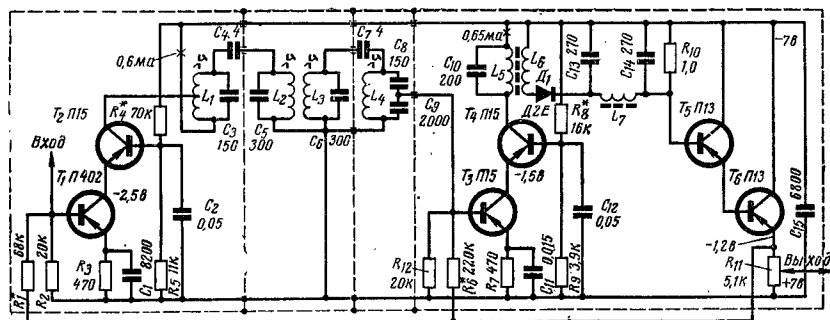 0,6ма
C4 4
C7 4
C8
150
0,65ма
C10
200
L5
L6
Д1
Д2Е
C13 270
C14 270
R10
1,0
-7в
T2 П15
R4* 70к
L1
C3
150
L2
C5
300
L3
C6 300
L4
C9
2000
T4 П15
R8*
16к
L7
T5 П13
Вход
T1 П402
-2,5в
C2
0,05
T3 П15
-1,5в
C12
0,05
T6 П13
C15 6800
-1,2в
R1* 68к
R2 20к
R3
470
C1 8200
R5 11к
R12
20к
R6* 220к
R7 470
C11 0,015
R9 3,9к
R11
5,1к
Выход
+7в